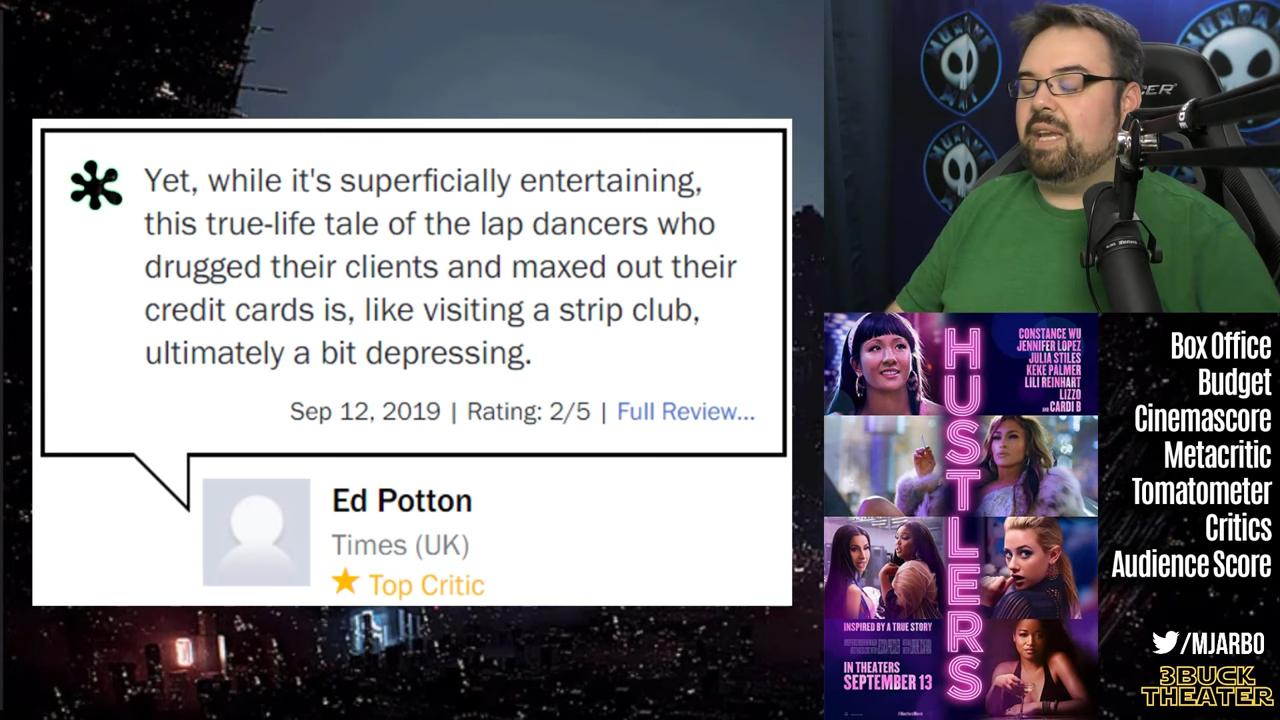 Yet, while it's superficially entertaining,
this true-life tale of the lap dancers who
drugged their clients and maxed out their
credit cards is, like visiting a strip club,
ultimately a bit depressing.
Sep 12, 2019 | Rating: 2/5 | Full Review...
Ed Potton
Times (UK)
Top Critic
MUNDANE
CER
HUSTLERS
CONSTANCE WU
JENNIFER LOPEZ
JULIA STILES
KEKE PALMER
LILI REINHART
LIZZO
AND CARDI B
INSPIRED BY A TRUE STORY
IN THEATERS
SEPTEMBER 13
Box Office
Budget
Cinemascore
Metacritic
Tomatometer
Critics
Audience Score
/MJARBO
3BUCK
THEATER